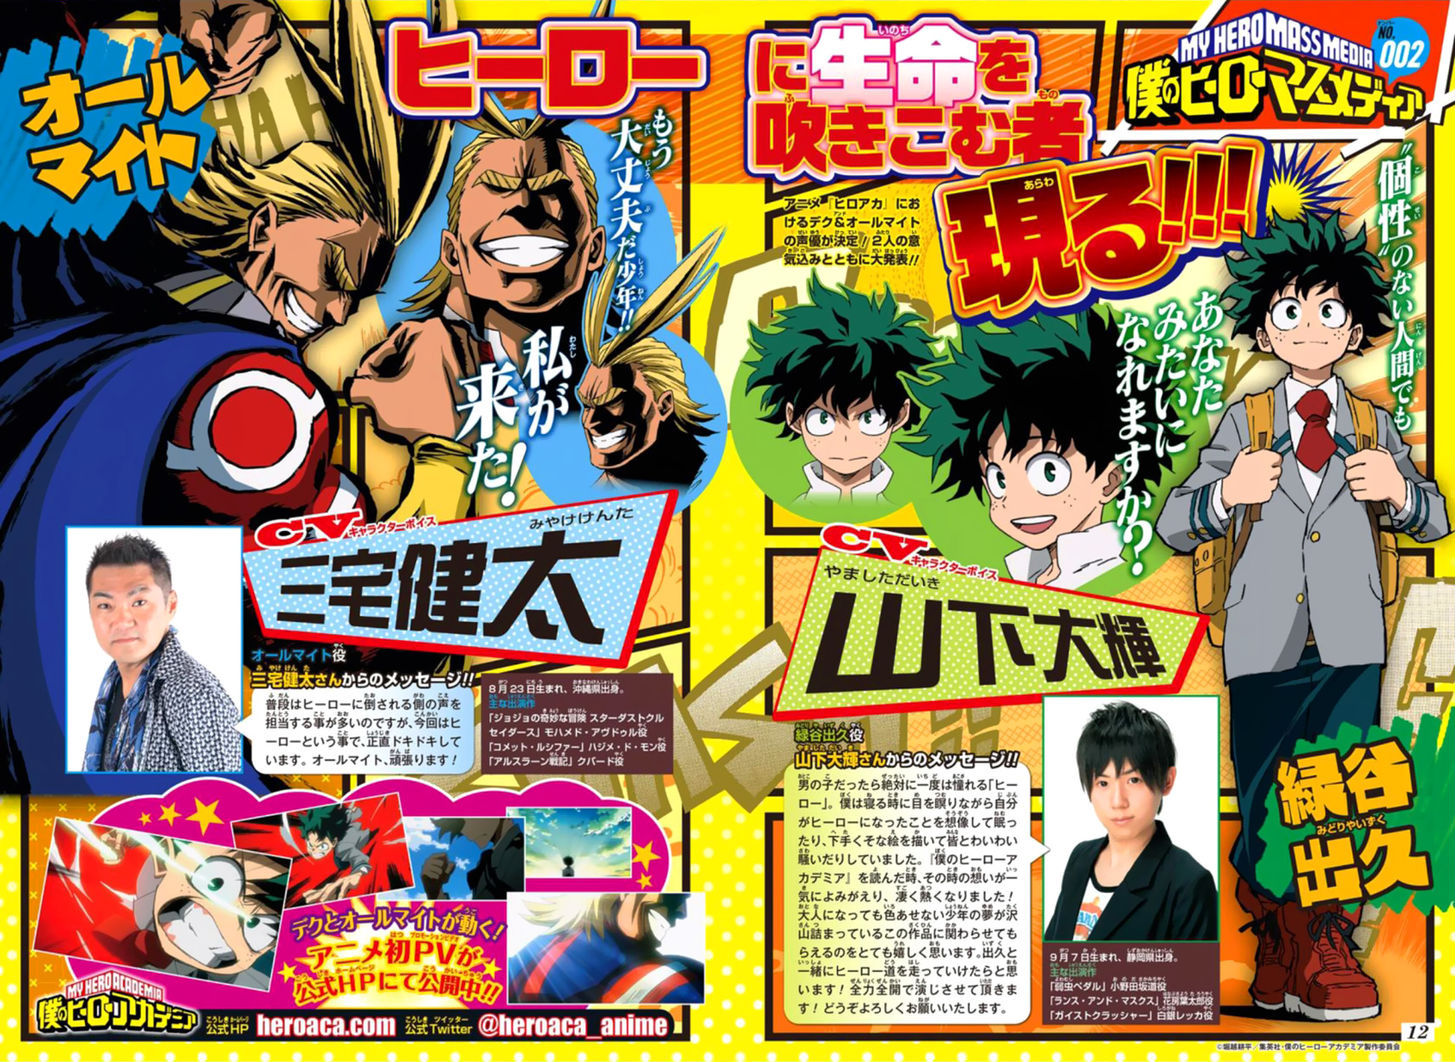 MY HERO MASS MEDIA
NO.
002
僕のヒーローマスメディア
ヒーローに生命を
吹きこむ者
現る!!!
アニメ『ヒロアカ』にお
けるデク&オールマイト
の声優が決定!2人の意
気込みとともに大発表!!
"個性"のない人間でも
あなた
みたいに
なれますか?
CV キャラクターボイス
やましただいき
山下大輝
緑谷出久役
山下大輝さんからのメッセージ!!
男の子だったら絶対に一度は憧れる「ヒー
ロー」。僕は寝る時に目を瞑りながら自分
がヒーローになったことを想像して眠っ
たり、下手くそな絵を描いて皆とわいわい
騒いだりしていました。『僕のヒーローア
カデミア』を読んだ時、その時の想いが一
気によみがえり、凄く熱くなりました!
大人になっても色あせない少年の夢が沢
山詰まっているこの作品に関わらせても
らえるのをとても嬉しく思います。出久と
一緒にヒーロー道を走っていけたらと思
います!全力全開で演じさせて頂きま
す!どうぞよろしくお願いいたします。
9月7日生まれ、静岡県出身。
主な出演作
「弱虫ペダル」小野田坂道役
「ランス・アンド・マスクス」花房葉太郎役
「ガイストクラッシャー」白銀レッカ役
緑谷
みどりやいずく
出久
オール
マイト
HA HA
もう
大丈夫だ少年!!
私が
来た!
CV キャラクターボイス
みやけけんた
三宅健太
オールマイト役
三宅健太さんからのメッセージ!!
普段はヒーローに倒される側の声を
担当する事が多いのですが、今回はヒ
ーローという事で、正直ドキドキして
います。オールマイト、頑張ります!
8月23日生まれ、沖縄県出身。
主な出演作
「ジョジョの奇妙な冒険 スターダストクル
セイダース」モハメド・アヴドゥル役
「コメット・ルシファー」ハジメ・ド・モン役
「アルスラーン戦記」クバード役
デクとオールマイトが動く!
アニメ初PVが
公式HPにて公開中!!
MY HERO ACADEMIA
僕のヒーローアカデミア
公式HP heroaca.com 公式Twitter @heroaca_anime
12
©堀越耕平/集英社・僕のヒーローアカデミア製作委員会